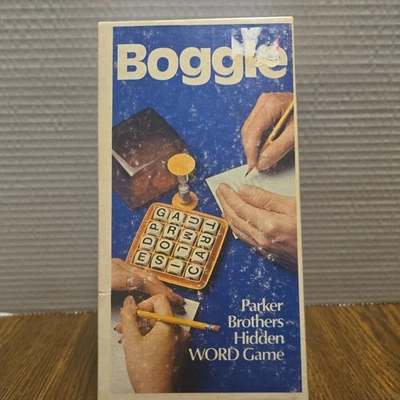 Boggle
Parker
Brothers
Hidden
WORD Game